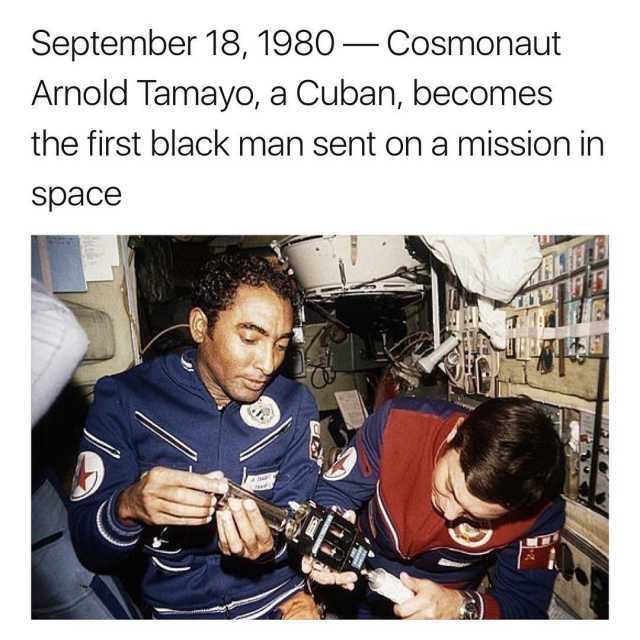 September 18, 1980 — Cosmonaut
Arnold Tamayo, a Cuban, becomes
the first black man sent on a mission in
space